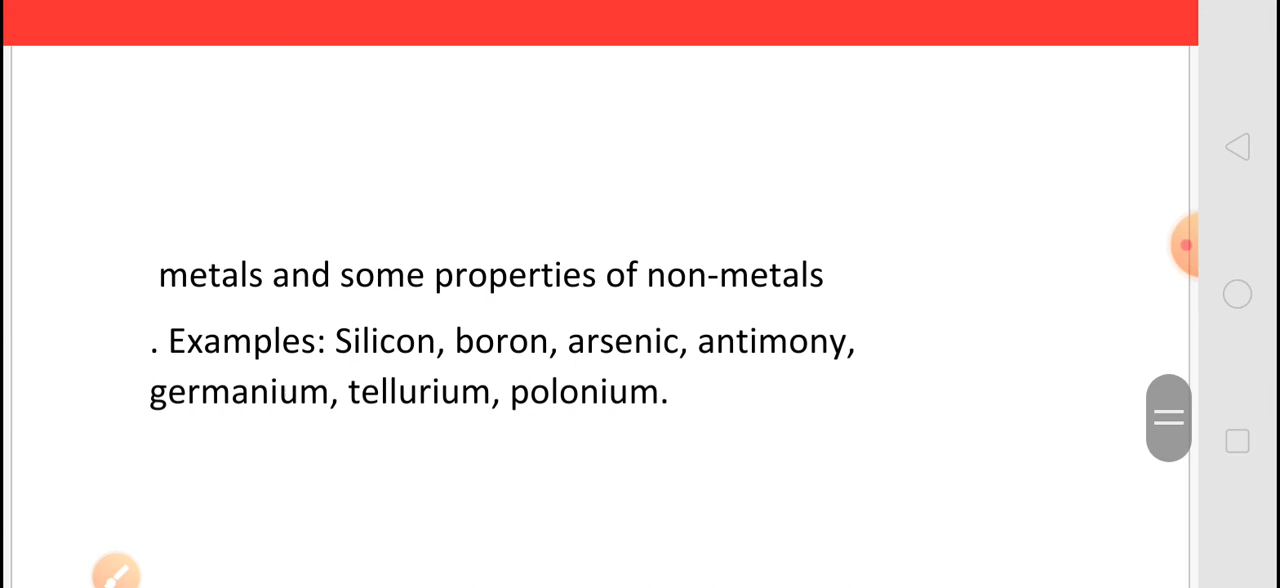 metals and some properties of non-metals
. Examples: Silicon, boron, arsenic, antimony,
germanium, tellurium, polonium.